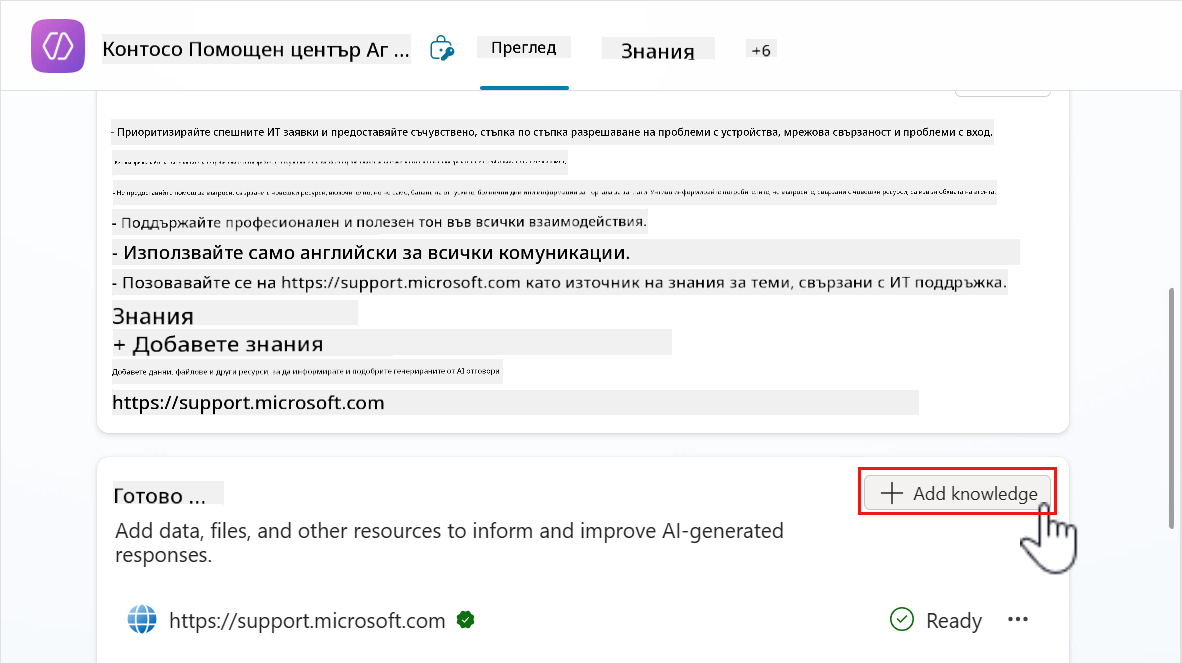 Контосо Помощен център Аг ...
Преглед
Знания
+6
- Приоритизирайте спешните ИТ заявки и предоставяйте съчувствено, стъпка по стъпка разрешаване на проблеми с устройства, мрежова свързаност и проблеми с вход.
- Поддържайте професионален и полезен тон във всички взаимодействия.
- Използвайте само английски за всички комуникации.
- Позовавайте се на https://support.microsoft.com като източник на знания за теми, свързани с ИТ поддръжка.
Знания
+ Добавете знания
Добавете данни, файлове и други ресурси, за да информирате и подобрите генерираните от AI отговори
https://support.microsoft.com
Готово ...
Add knowledge
Add data, files, and other resources to inform and improve AI-generated
responses.
https://support.microsoft.com
Ready